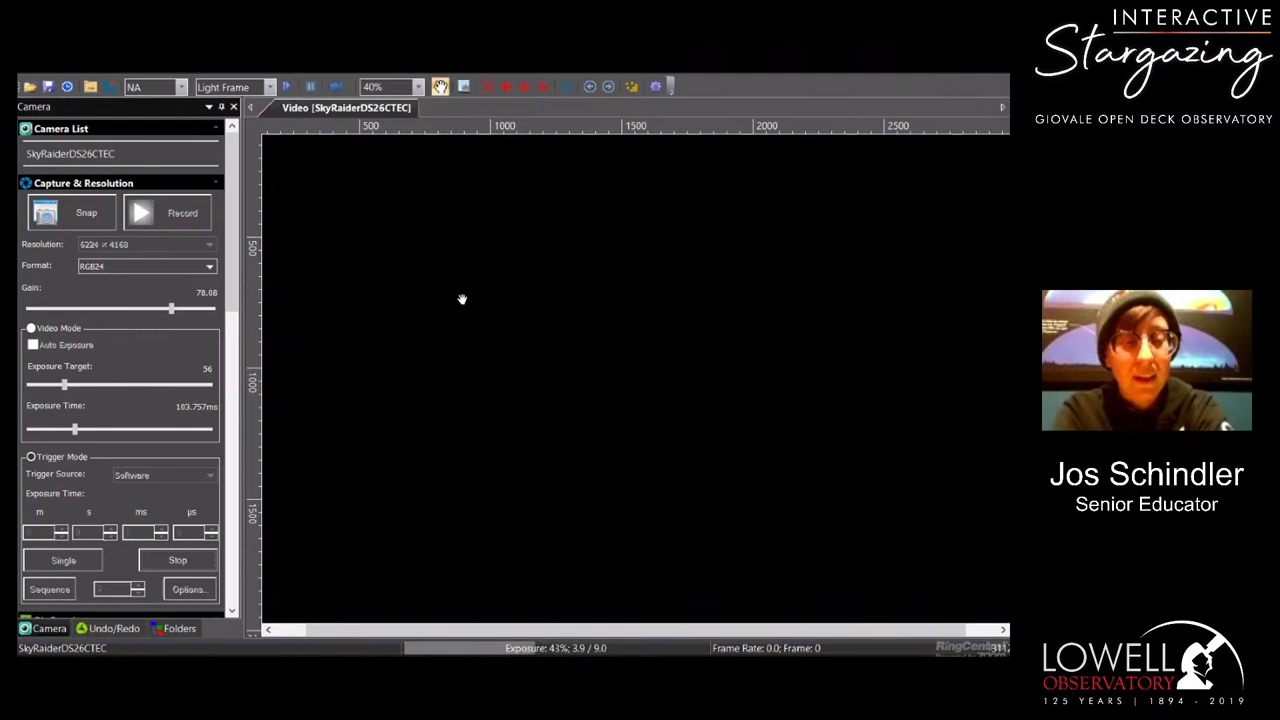 INTERACTIVE
Stargazing
GIOVALE OPEN DECK OBSERVATORY
NA
Light Frame
40%
Camera
Video [SkyRaiderDS26CTEC]
500
1000
1500
2000
2500
Camera List
SkyRaiderDS26CTEC
Capture & Resolution
Snap
Record
Resolution:
6224 × 4168
Format:
RGB24
Gain:
78.08
Video Mode
Auto Exposure
Exposure Target:
56
Exposure Time:
103.757ms
Trigger Mode
Trigger Source:
Software
Exposure Time:
m
s
ms
µs
Single
Stop
Sequence
Options...
500
1000
1500
Camera
Undo/Redo
Folders
SkyRaiderDS26CTEC
Exposure: 43%; 3.9 / 9.0
Frame Rate: 0.0; Frame: 0
RingCentral
Jos Schindler
Senior Educator
LOWELL
OBSERVATORY
125 YEARS | 1894 - 2019